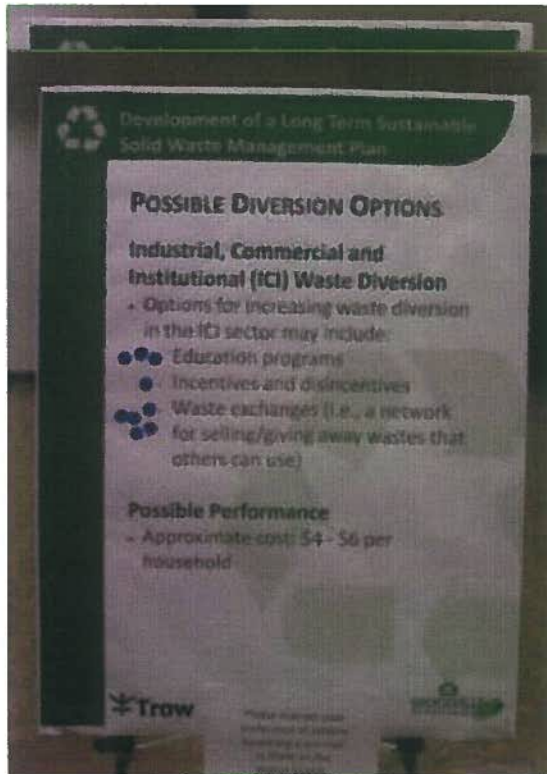 Development of a Long Term Sustainable
Solid Waste Management Plan
POSSIBLE DIVERSION OPTIONS
Industrial, Commercial and
Institutional (ICI) Waste Diversion
- Options for increasing waste diversion
in the ICI sector may include:
Education programs
Incentives and disincentives
Waste exchanges (i.e., a network
for selling/giving away wastes that
others can use)
Possible Performance
- Approximate cost: $4 - $6 per
household
Trow